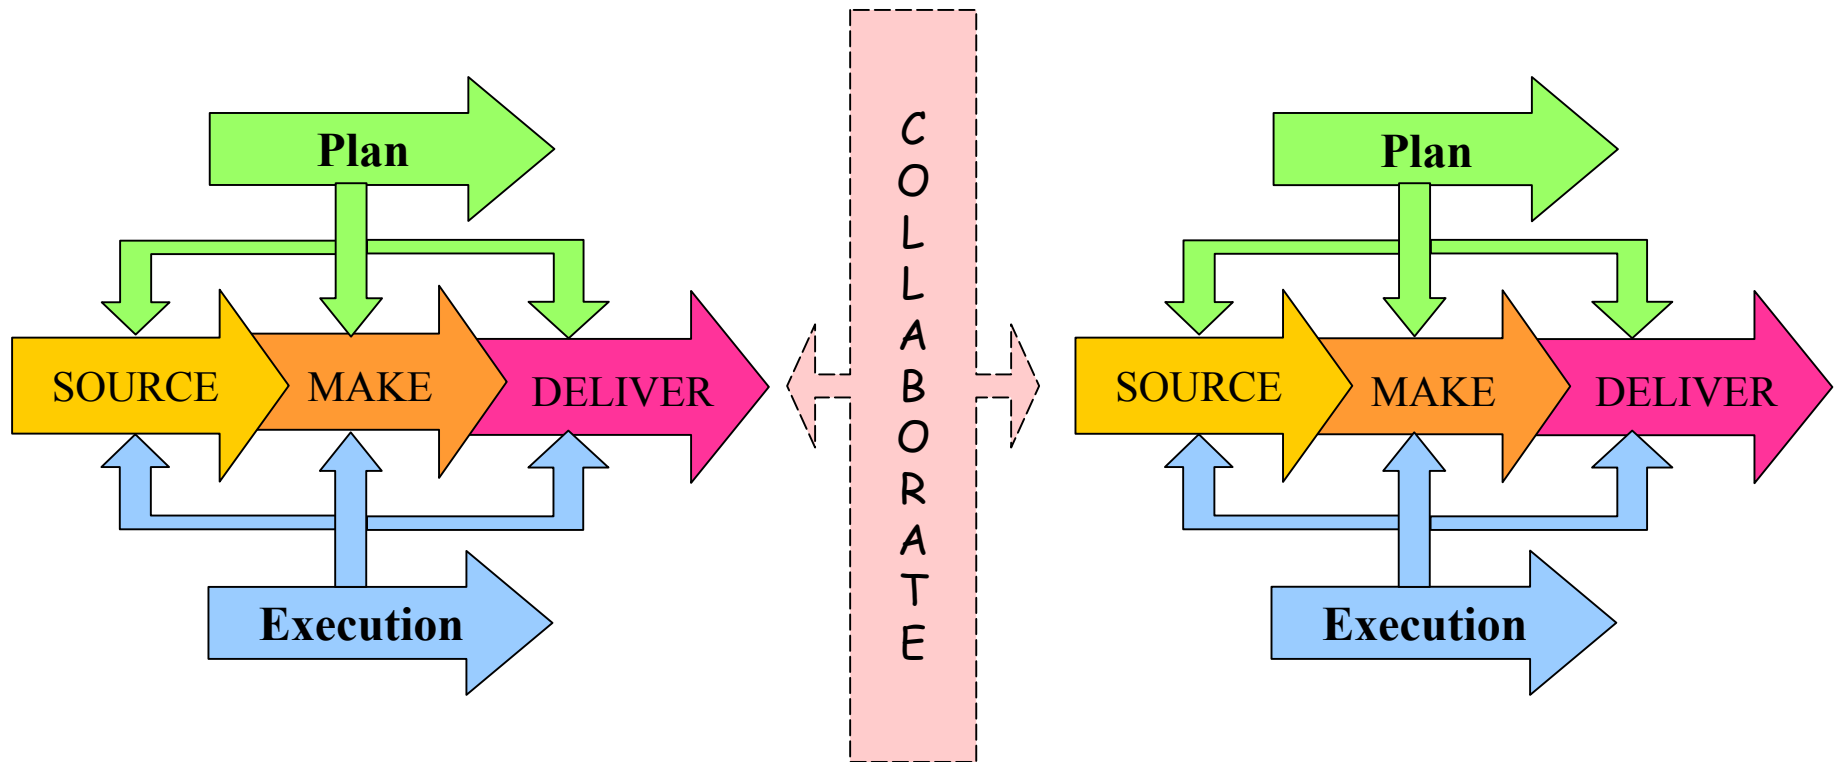 Plan
SOURCE
MAKE
DELIVER
Execution
COLLABORATE
Plan
SOURCE
MAKE
DELIVER
Execution